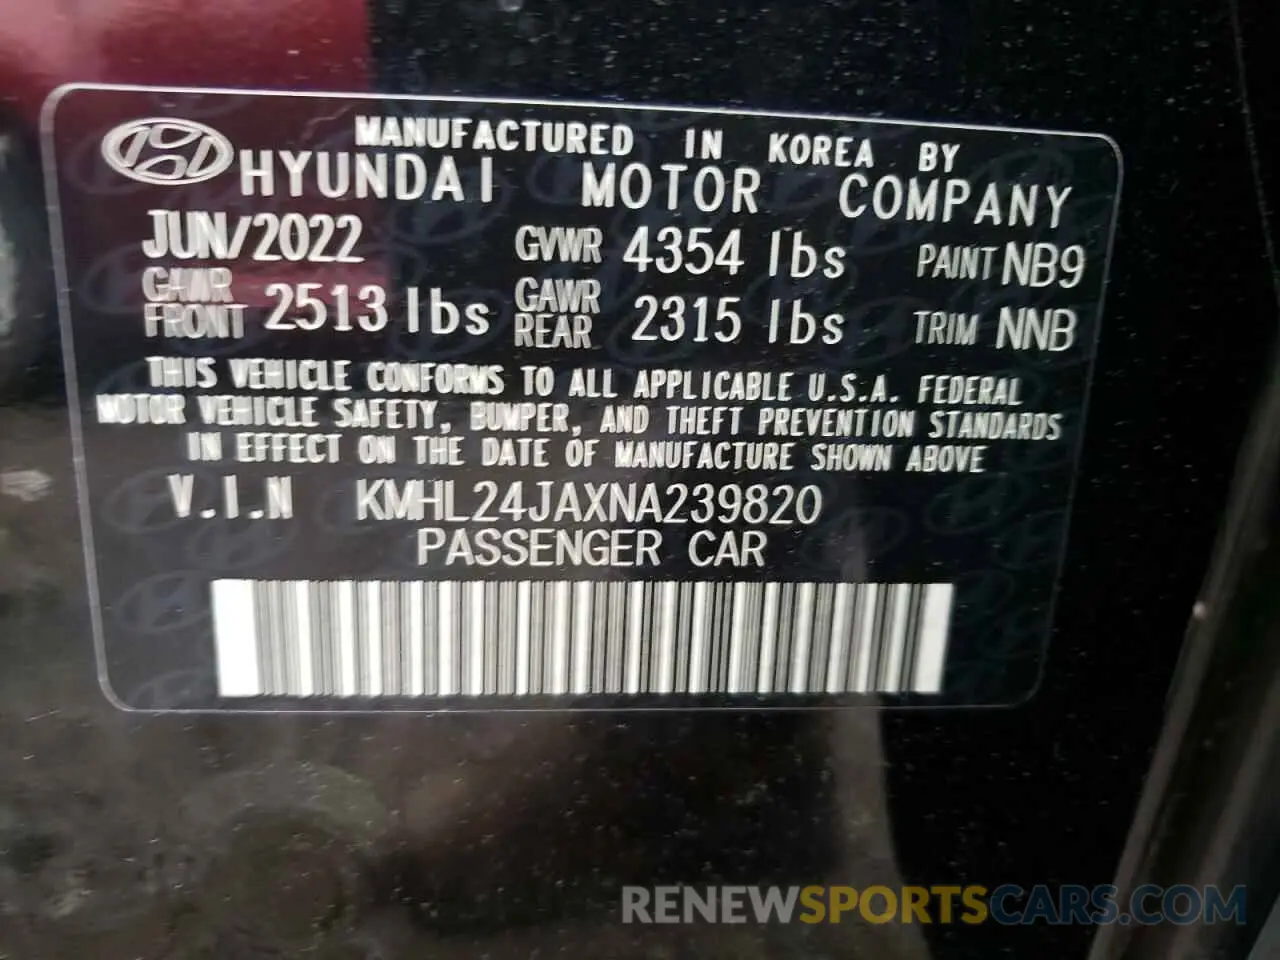 MANUFACTURED IN KOREA BY
HYUNDAI MOTOR COMPANY
JUN/2022 GVWR 4354 lbs PAINT NB9
GAWR FRONT 2513 lbs GAWR REAR 2315 lbs TRIM NNB
THIS VEHICLE CONFORMS TO ALL APPLICABLE U.S.A. FEDERAL
MOTOR VEHICLE SAFETY, BUMPER, AND THEFT PREVENTION STANDARDS
IN EFFECT ON THE DATE OF MANUFACTURE SHOWN ABOVE
V.I.N KMHL24JAXNA239820
PASSENGER CAR
RENEWSPORTSCARS.COM